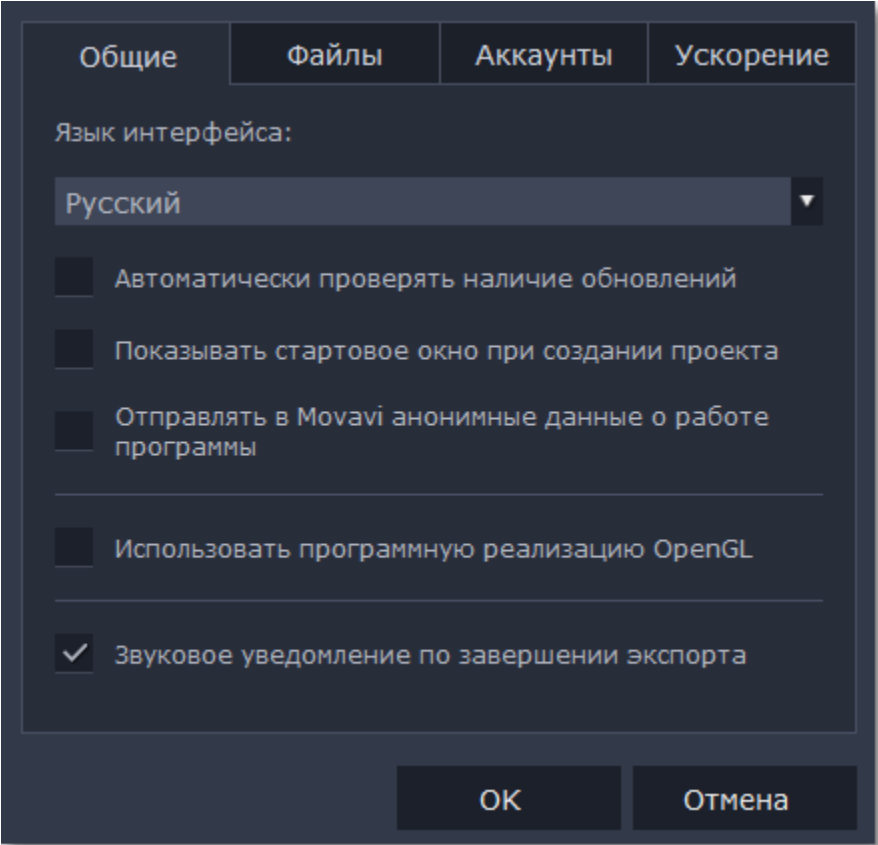 Общие
Файлы
Аккаунты
Ускорение
Язык интерфейса:
Русский
Автоматически проверять наличие обновлений
Показывать стартовое окно при создании проекта
Отправлять в Movavi анонимные данные о работе
программы
Использовать программную реализацию OpenGL
Звуковое уведомление по завершении экспорта
OK
Отмена